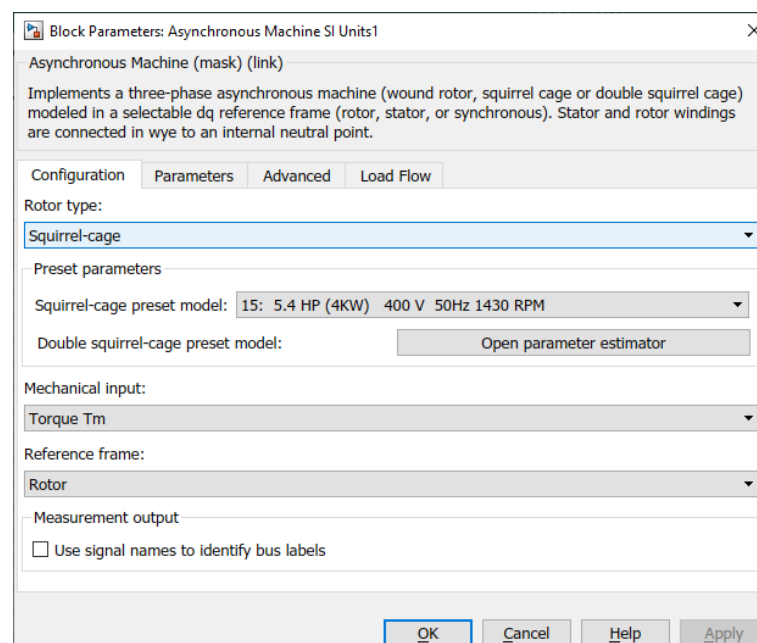 Block Parameters: Asynchronous Machine SI Units1
Asynchronous Machine (mask) (link)
Implements a three-phase asynchronous machine (wound rotor, squirrel cage or double squirrel cage)
modeled in a selectable dq reference frame (rotor, stator, or synchronous). Stator and rotor windings
are connected in wye to an internal neutral point.
Configuration Parameters Advanced Load Flow
Rotor type:
Squirrel-cage
Preset parameters
Squirrel-cage preset model: 15: 5.4 HP (4KW) 400 V 50Hz 1430 RPM
Double squirrel-cage preset model: Open parameter estimator
Mechanical input:
Torque Tm
Reference frame:
Rotor
Measurement output
Use signal names to identify bus labels
OK Cancel Help Apply